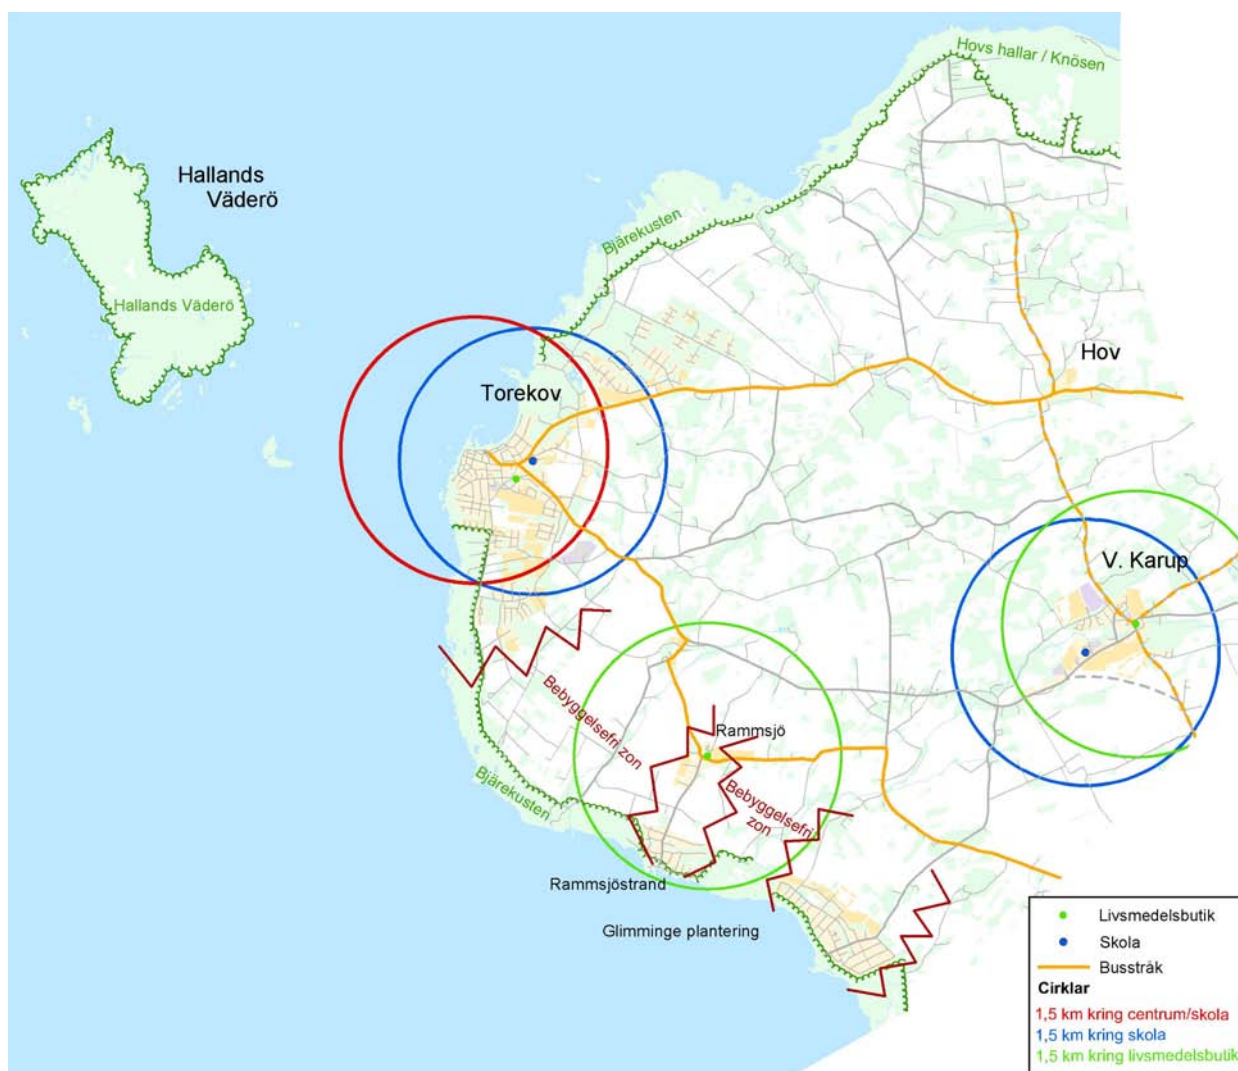 Hovs hallar / Knösen
Hallands
Väderö
Bjärekusten
Hallands Väderö
Hov
Torekov
V. Karup
Bebyggelsefri zon
Rammsjö
Bjärekusten
Bebyggelsefri
zon
Rammsjöstrand
Glimminge plantering
Livsmedelsbutik
Skola
Busstråk
Cirklar
1,5 km kring centrum/skola
1,5 km kring skola
1,5 km kring livsmedelsbutik